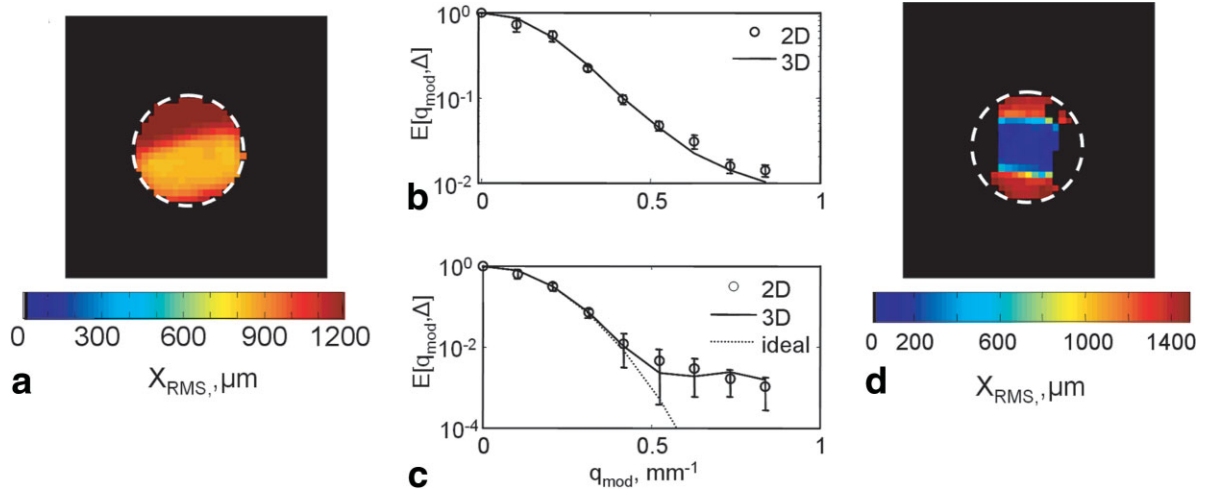 0 300 600 900 1200
X_RMS,, µm
a
10^0
10^-1
10^-2
E[q_mod,Δ]
2D
3D
0 0.5 1
b
10^0
10^-2
10^-4
E[q_mod,Δ]
2D
3D
ideal
0 0.5 1
q_mod, mm^-1
c
0 200 600 1000 1400
X_RMS,, µm
d